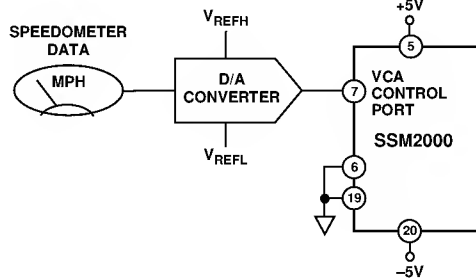 SPEEDOMETER
DATA
MPH
VREFH
D/A
CONVERTER
VREFL
+5V
5
7
VCA
CONTROL
PORT
SSM2000
6
19
20
–5V